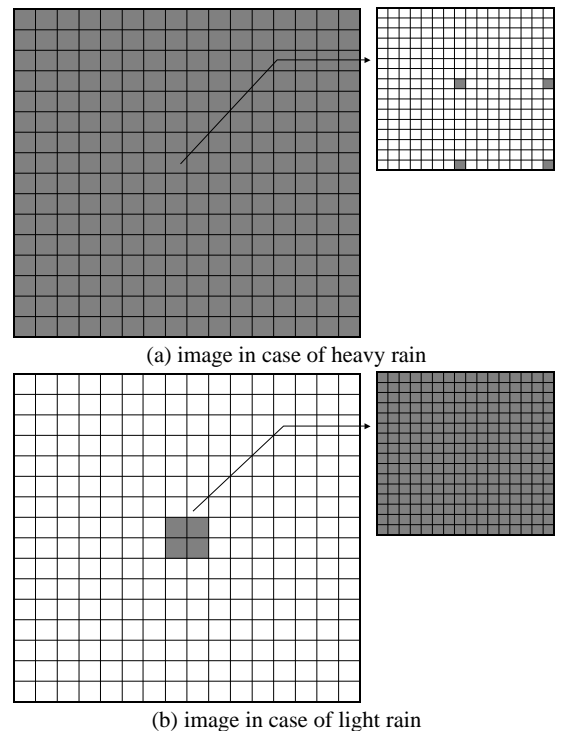 (a) image in case of heavy rain
(b) image in case of light rain